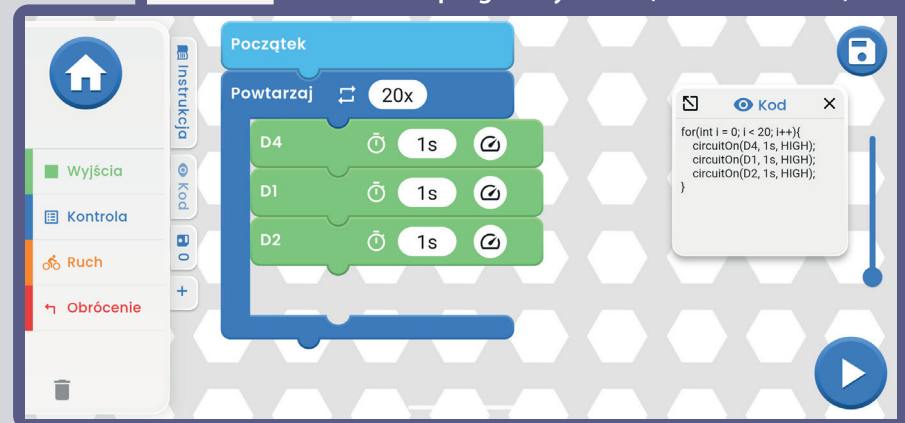 Początek
Powtarzaj 20x
D4 1s
D1 1s
D2 1s
Wyjścia
Kontrola
Ruch
Obrócenie
Instrukcja
Kod
0
+
Kod
for(int i = 0; i < 20; i++){
circuitOn(D4, 1s, HIGH);
circuitOn(D1, 1s, HIGH);
circuitOn(D2, 1s, HIGH);
}